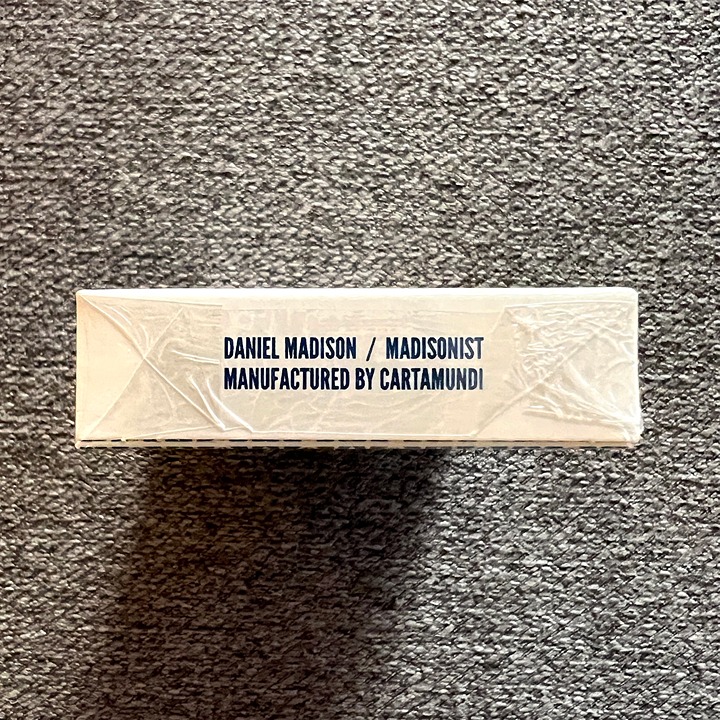 DANIEL MADISON / MADISONIST
MANUFACTURED BY CARTAMUNDI